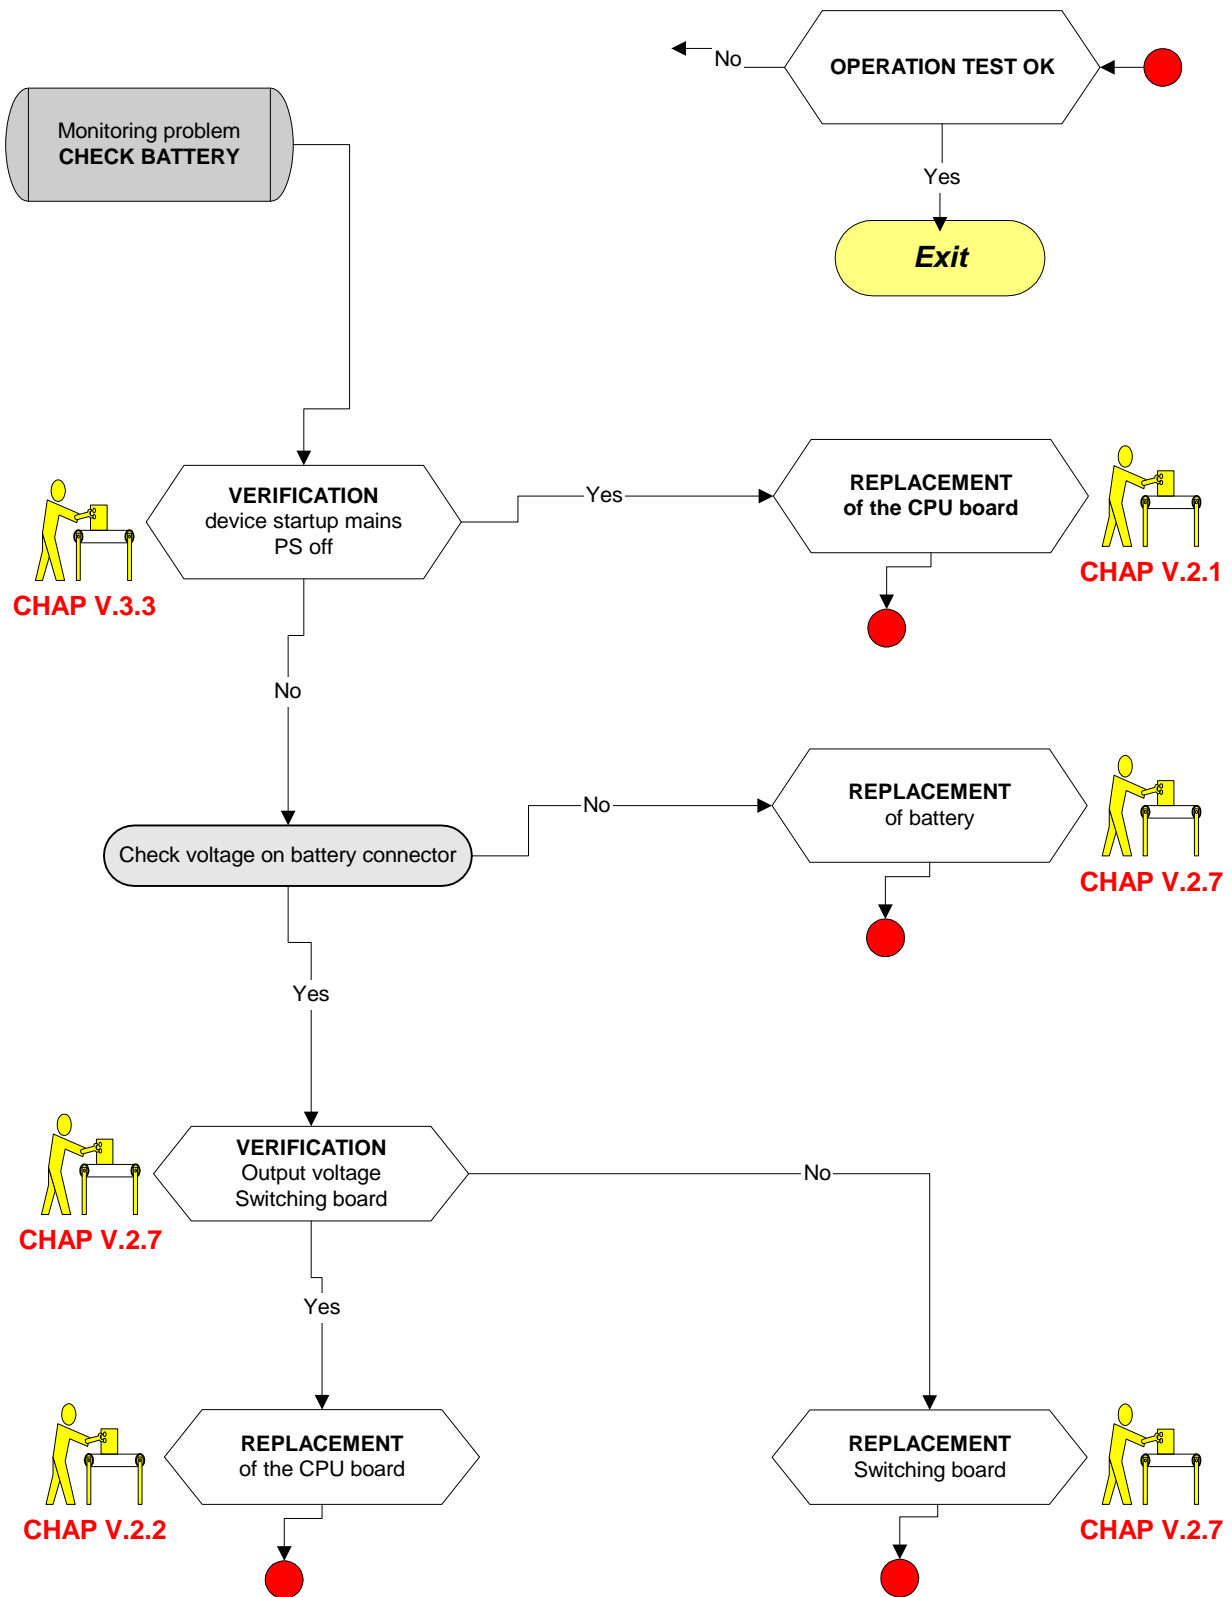 No
OPERATION TEST OK
Monitoring problem
CHECK BATTERY
Yes
Exit
VERIFICATION
device startup mains
PS off
CHAP V.3.3
Yes
REPLACEMENT
of the CPU board
CHAP V.2.1
No
Check voltage on battery connector
No
REPLACEMENT
of battery
CHAP V.2.7
Yes
VERIFICATION
Output voltage
Switching board
CHAP V.2.7
No
Yes
REPLACEMENT
of the CPU board
CHAP V.2.2
REPLACEMENT
Switching board
CHAP V.2.7